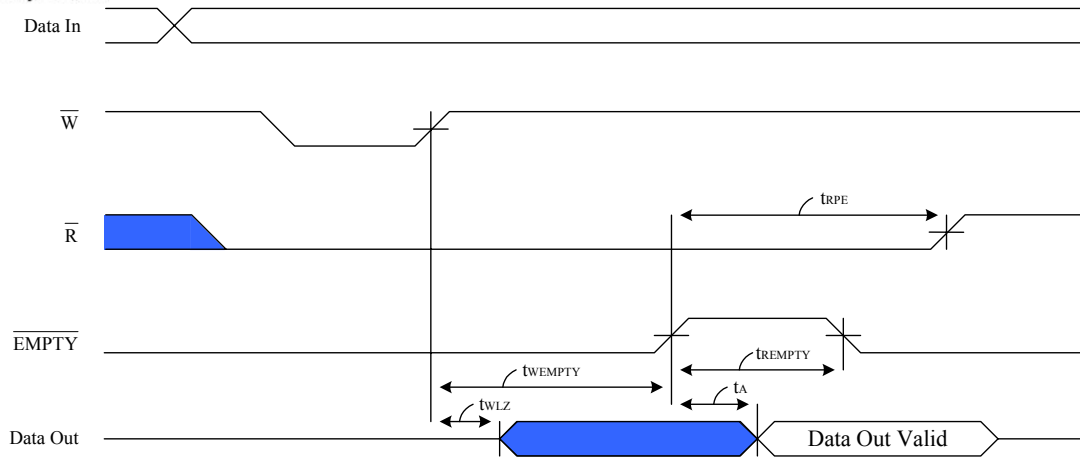 Data In
W
tRPE
R
EMPTY
tREMPTY
tWEMPTY
tA
tWLZ
Data Out
Data Out Valid